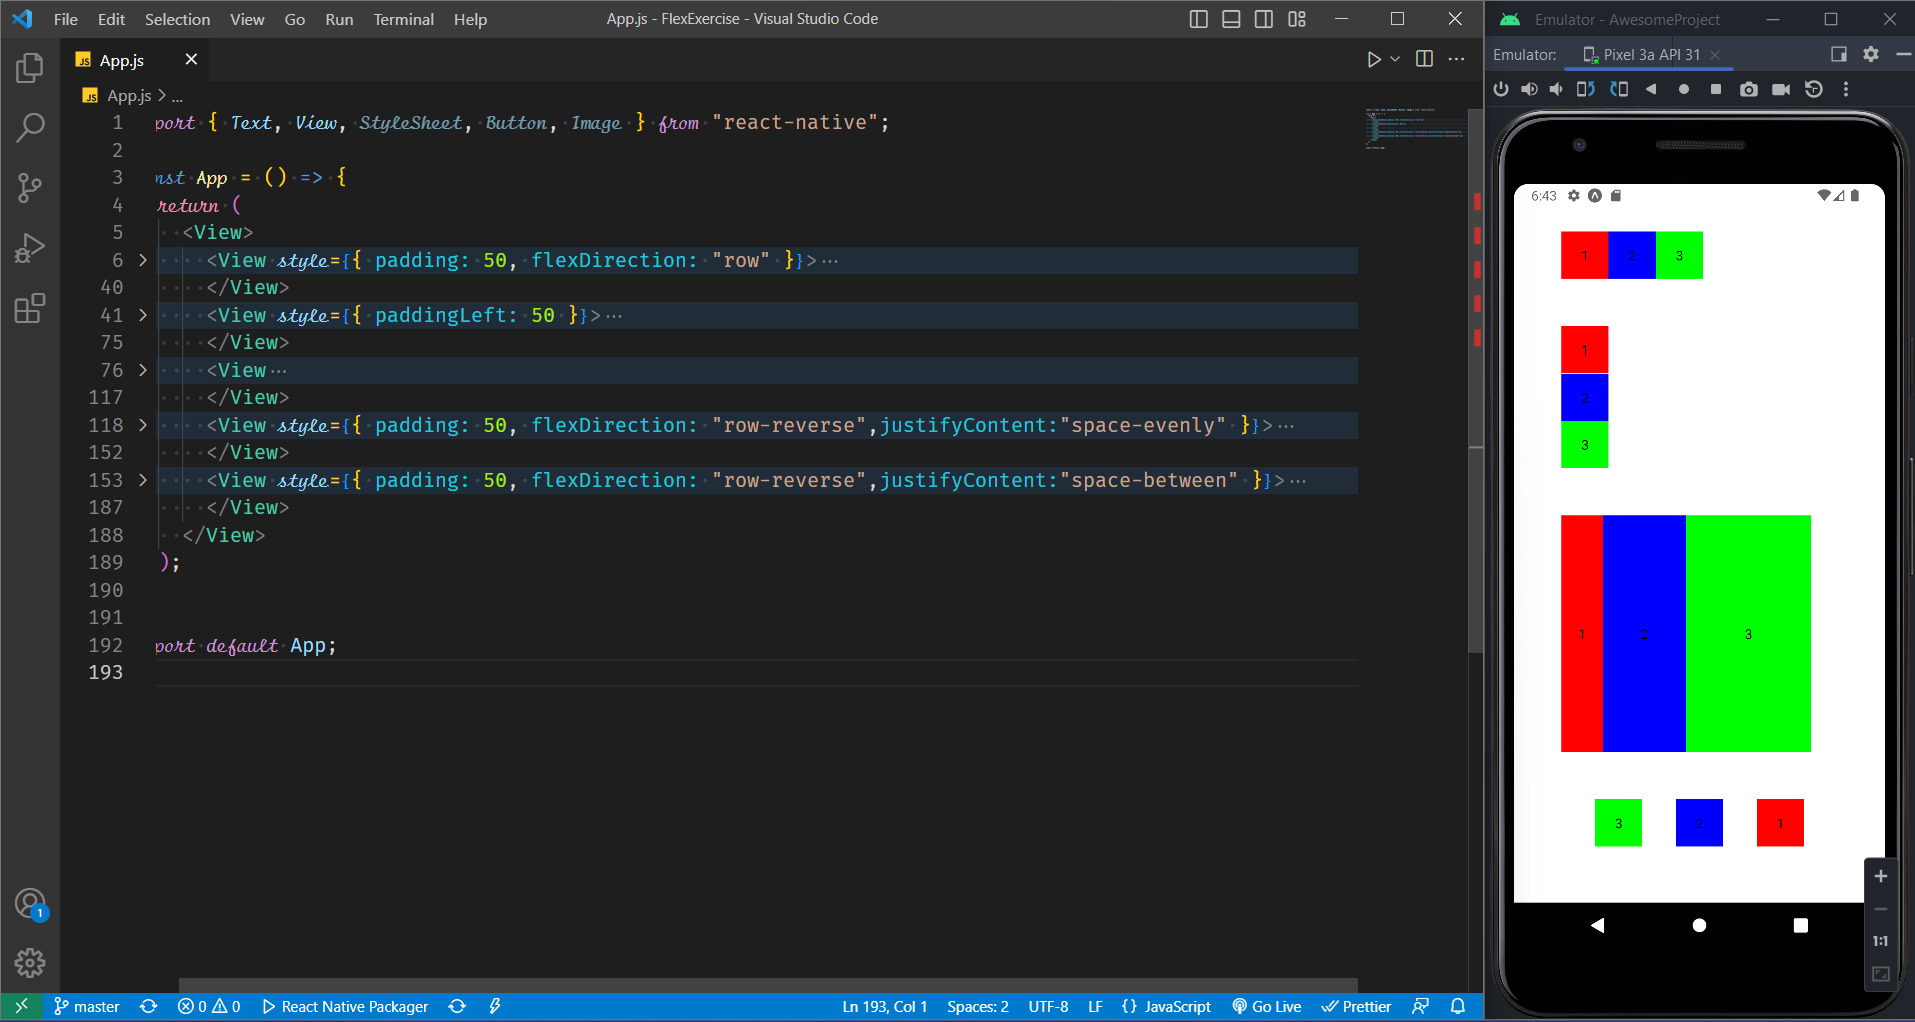 File Edit Selection View Go Run Terminal Help
App.js - FlexExercise - Visual Studio Code
JS App.js
JS App.js > ...
1 port { Text, View, StyleSheet, Button, Image } from "react-native";
2
3 nst App = () => {
4 return (
5 <View>
6 <View style={{ padding: 50, flexDirection: "row" }}>...
40 </View>
41 <View style={{ paddingLeft: 50 }}>...
75 </View>
76 <View...
117 </View>
118 <View style={{ padding: 50, flexDirection: "row-reverse",justifyContent:"space-evenly" }}>...
152 </View>
153 <View style={{ padding: 50, flexDirection: "row-reverse",justifyContent:"space-between" }}>...
187 </View>
188 </View>
189 );
190
191
192 port default App;
193
1
master 0 0 React Native Packager
Ln 193, Col 1 Spaces: 2 UTF-8 LF {} JavaScript Go Live Prettier
Emulator - AwesomeProject
Emulator: Pixel 3a API 31
6:43
1 2 3
1
2
3
1 2 3
3 2 1
1:1